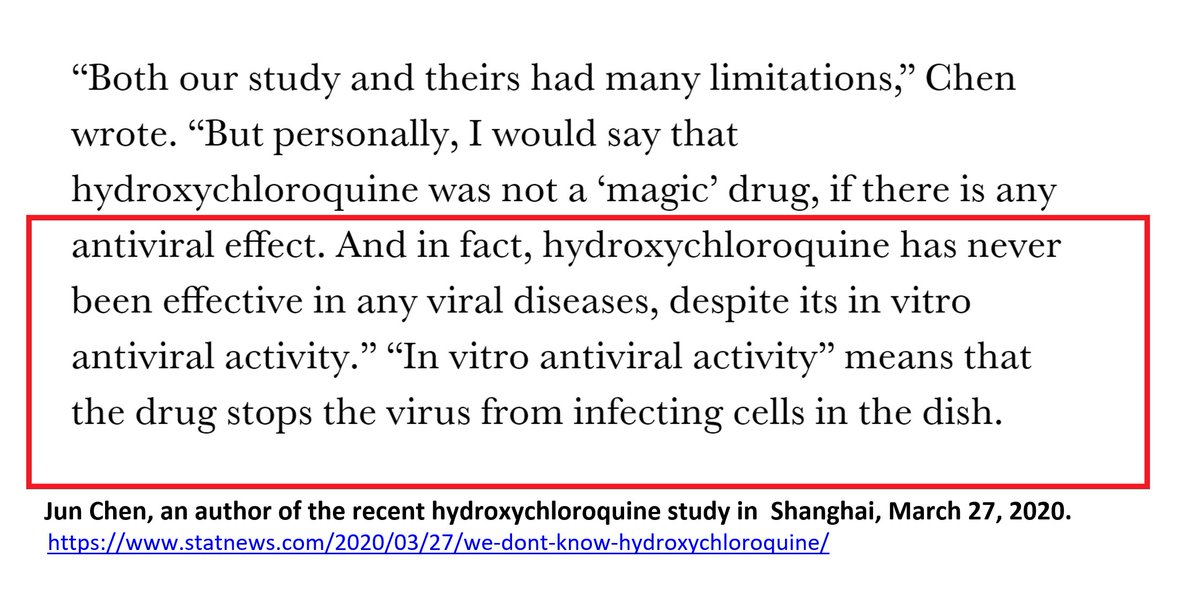 “Both our study and theirs had many limitations,” Chen
wrote. “But personally, I would say that
hydroxychloroquine was not a ‘magic’ drug, if there is any
antiviral effect. And in fact, hydroxychloroquine has never
been effective in any viral diseases, despite its in vitro
antiviral activity.” “In vitro antiviral activity” means that
the drug stops the virus from infecting cells in the dish.
Jun Chen, an author of the recent hydroxychloroquine study in  Shanghai, March 27, 2020.
https://www.statnews.com/2020/03/27/we-dont-know-hydroxychloroquine/